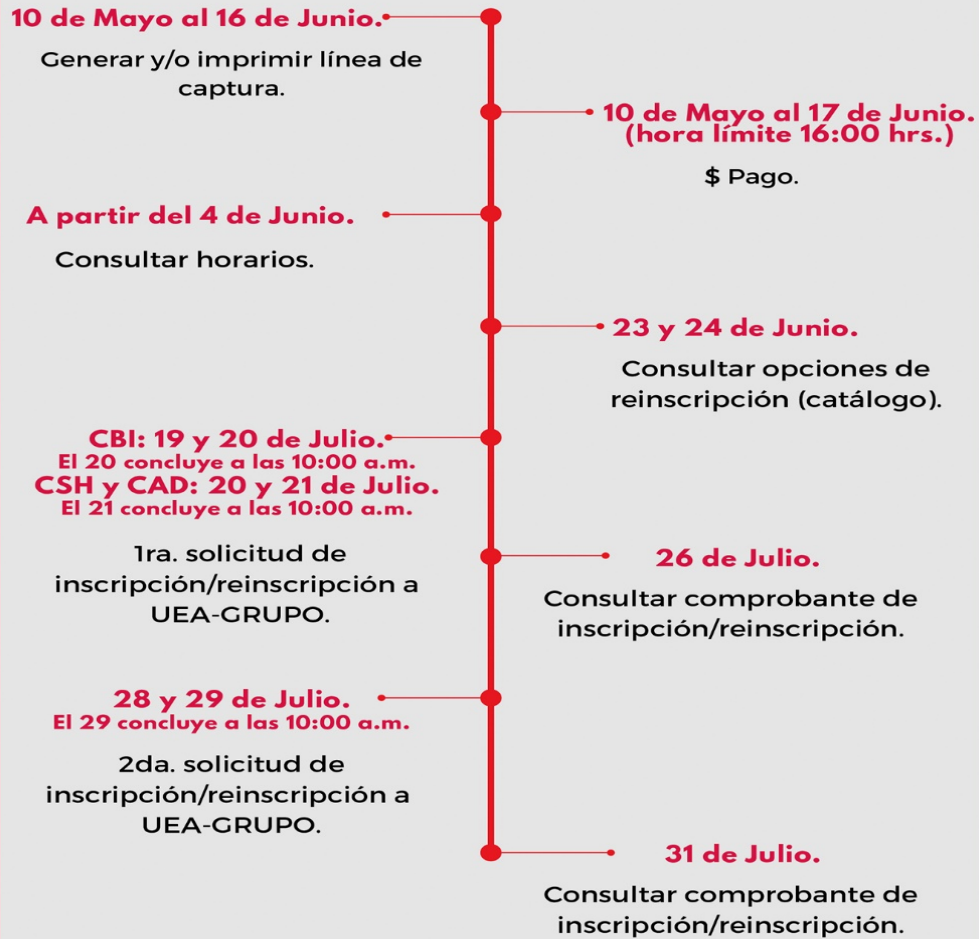 10 de Mayo al 16 de Junio.
Generar y/o imprimir línea de
captura.
10 de Mayo al 17 de Junio.
(hora límite 16:00 hrs.)
$ Pago.
A partir del 4 de Junio.
Consultar horarios.
23 y 24 de Junio.
Consultar opciones de
reinscripción (catálogo).
CBI: 19 y 20 de Julio.
El 20 concluye a las 10:00 a.m.
CSH y CAD: 20 y 21 de Julio.
El 21 concluye a las 10:00 a.m.
1ra. solicitud de
inscripción/reinscripción a
UEA-GRUPO.
26 de Julio.
Consultar comprobante de
inscripción/reinscripción.
28 y 29 de Julio.
El 29 concluye a las 10:00 a.m.
2da. solicitud de
inscripción/reinscripción a
UEA-GRUPO.
31 de Julio.
Consultar comprobante de
inscripción/reinscripción.